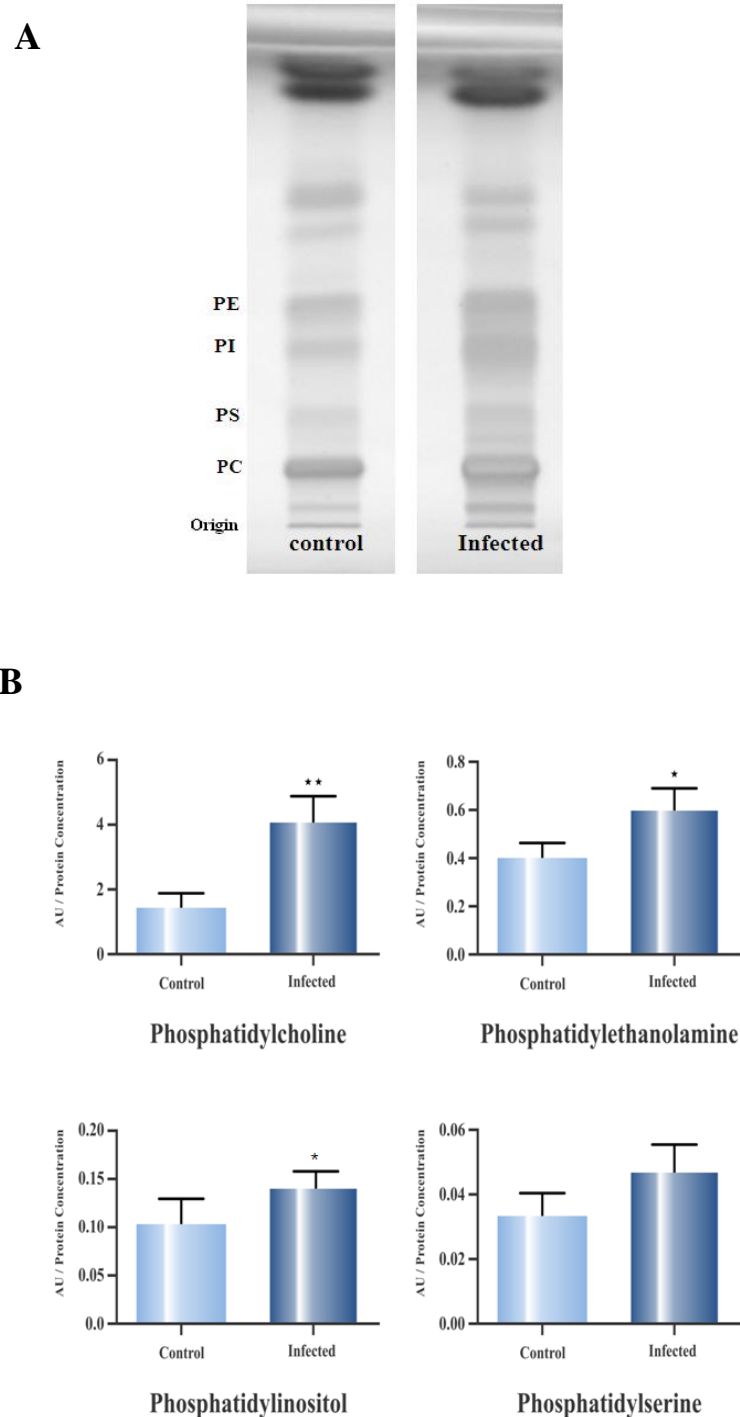 A
PE
PI
PS
PC
Origin
control Infected
B
AU / Protein Concentration
6
4
2
0
★★
Control Infected
Phosphatidylcholine
AU / Protein Concentration
0.8
0.6
0.4
0.2
0.0
★
Control Infected
Phosphatidylethanolamine
AU / Protein Concentration
0.20
0.15
0.10
0.05
0.0
*
Control Infected
Phosphatidylinositol
AU / Protein Concentration
0.06
0.04
0.02
0.00
Control Infected
Phosphatidylserine